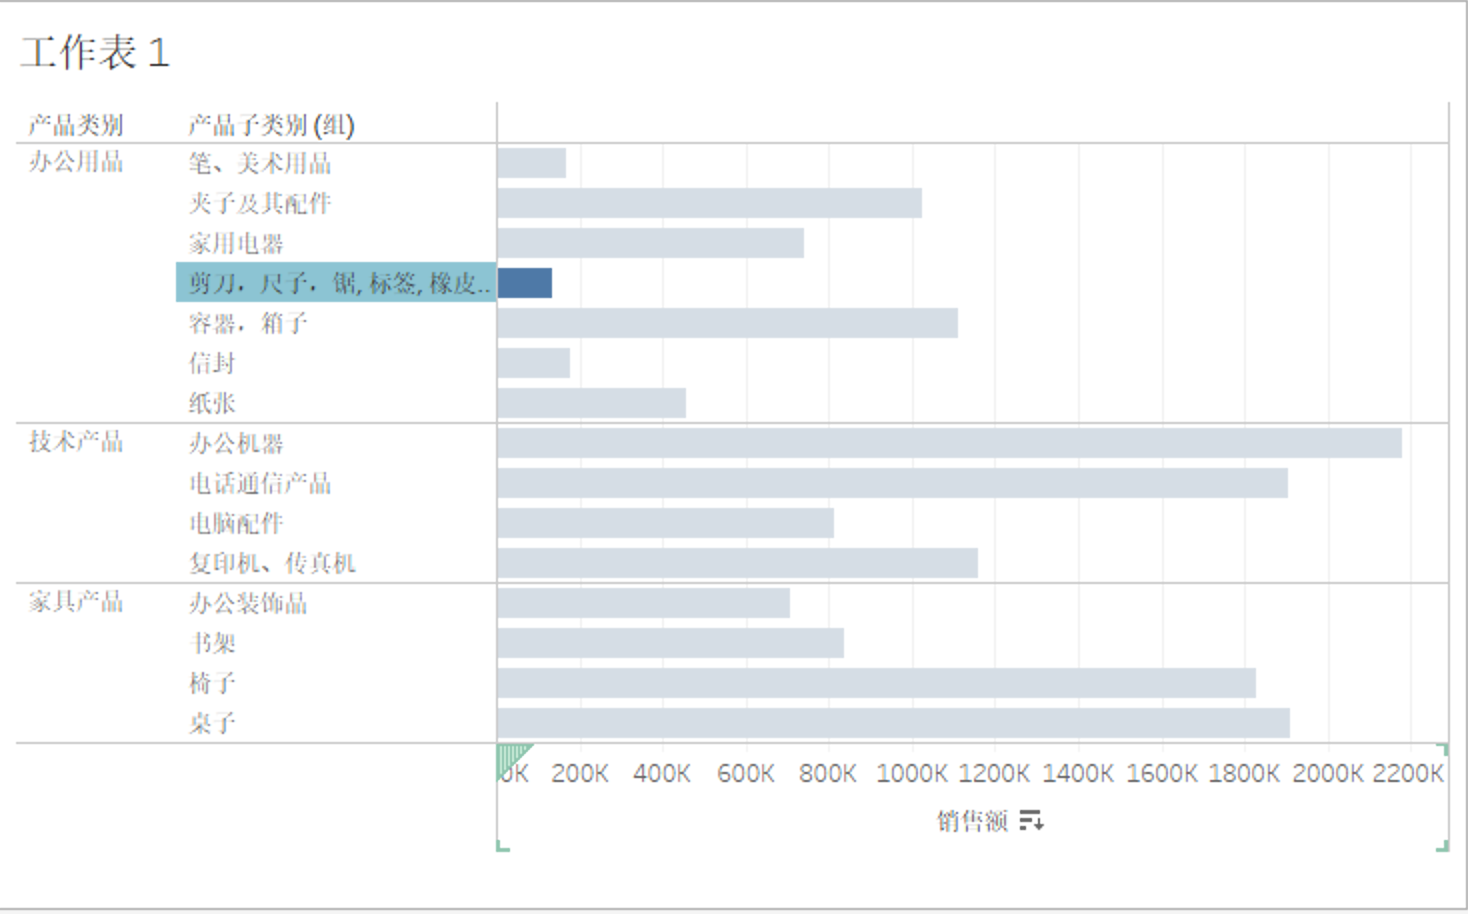 工作表 1
产品类别 产品子类别 (组)
办公用品 笔、美术用品
夹子及其配件
家用电器
剪刀，尺子，锯, 标签, 橡皮..
容器，箱子
信封
纸张
技术产品 办公机器
电话通信产品
电脑配件
复印机、传真机
家具产品 办公装饰品
书架
椅子
桌子
0K 200K 400K 600K 800K 1000K 1200K 1400K 1600K 1800K 2000K 2200K
销售额